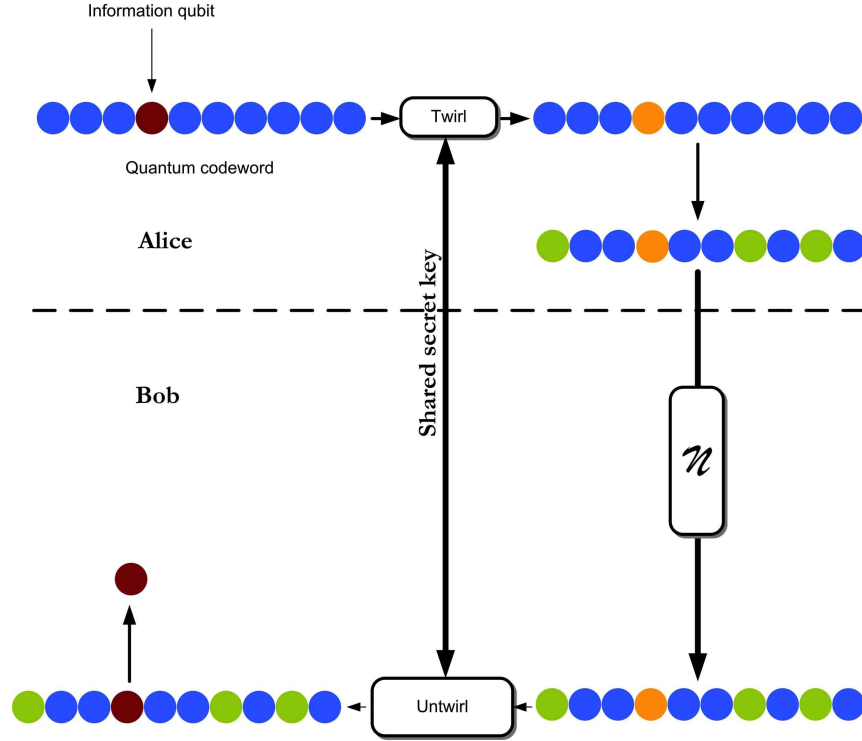 Information qubit
Twirl
Quantum codeword
Alice
Shared secret key
Bob
𝒩
Untwirl